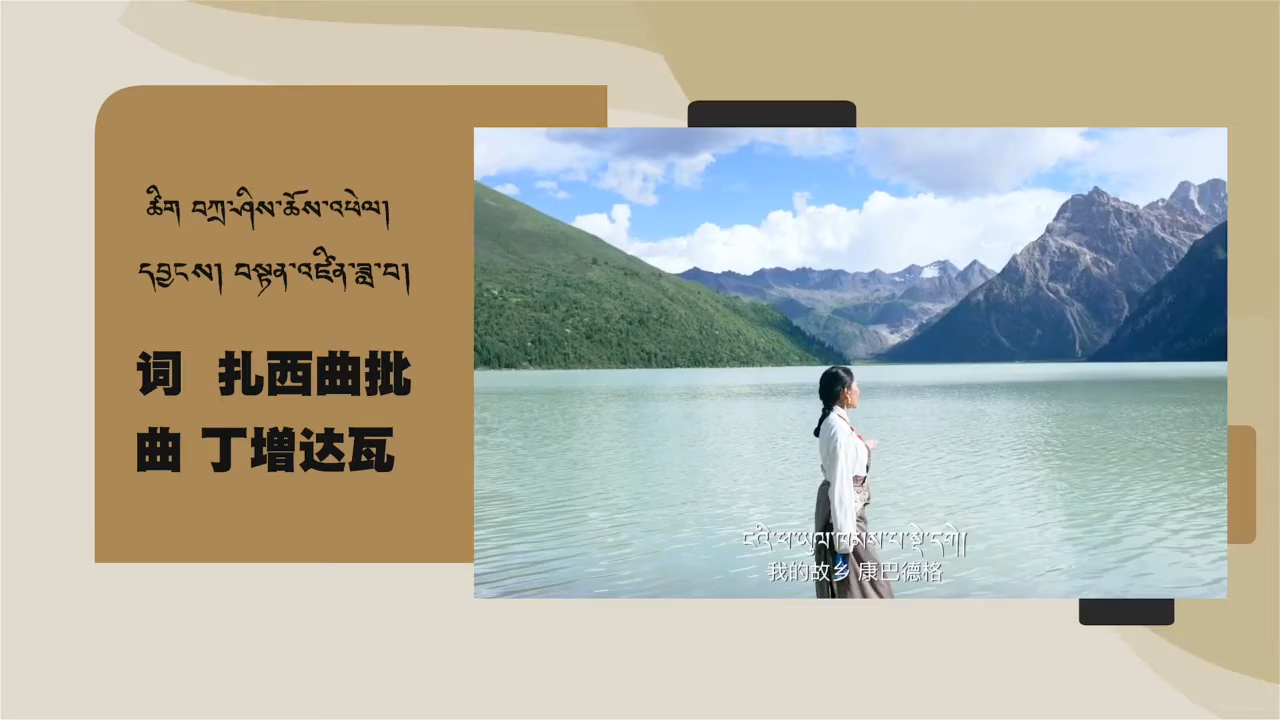 ཚིག བཀྲ་ཤིས་ཆོས་འཕེལ།
དབྱངས། བསྟན་འཛིན་ཟླ་བ།
词 扎西曲批
曲 丁增达瓦
ངའི་ཕ་ཡུལ་ཁམས་པ་སྡེ་དགེ།
我的故乡 康巴德格